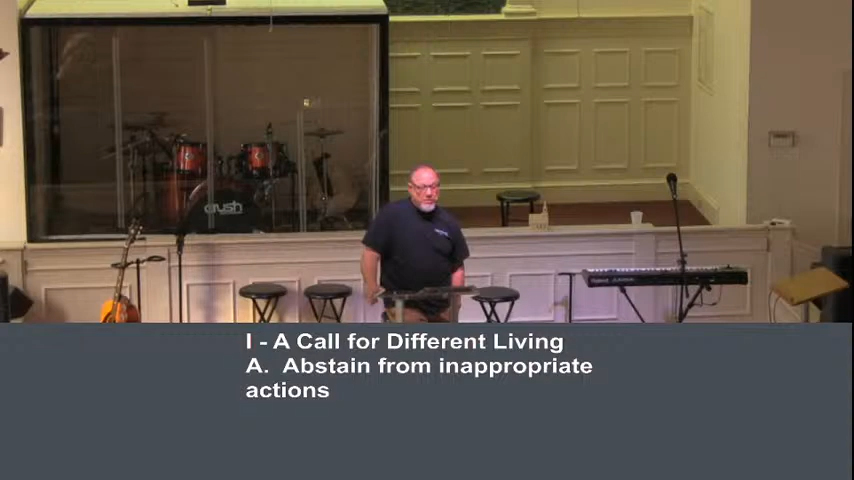 crush
I - A Call for Different Living
A. Abstain from inappropriate
actions